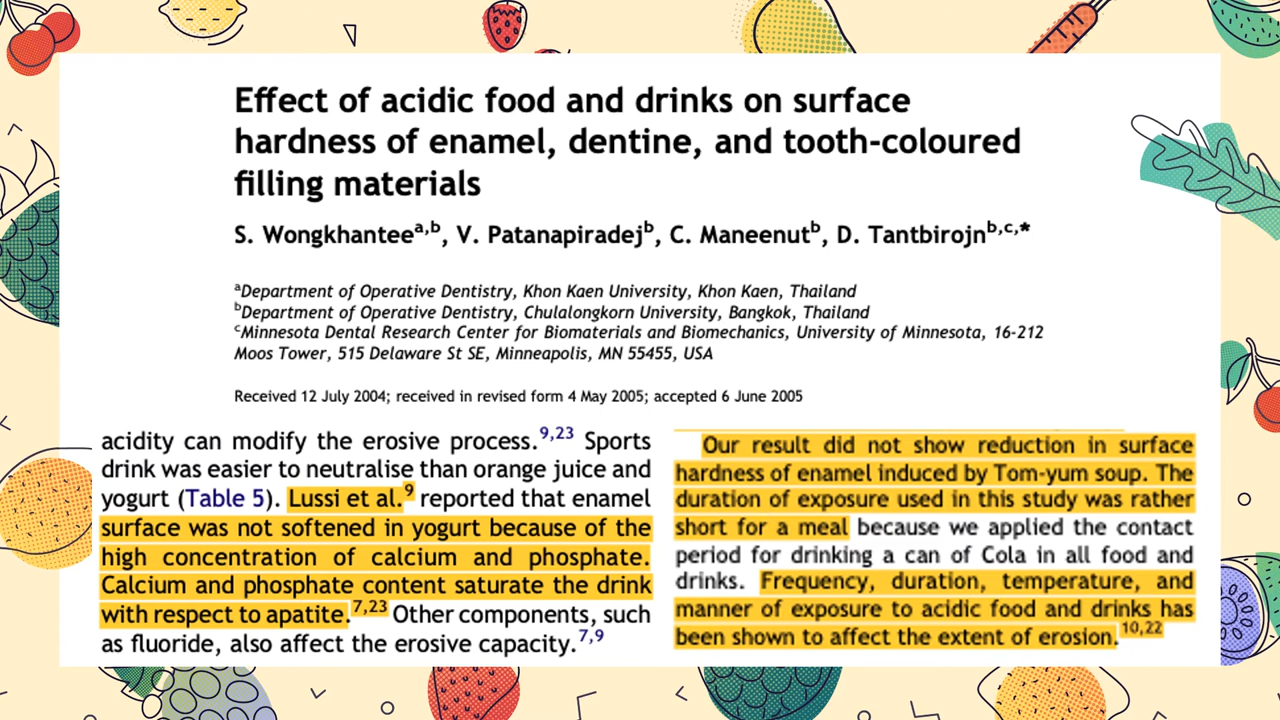 Effect of acidic food and drinks on surface
hardness of enamel, dentine, and tooth-coloured
filling materials
S. Wongkhanteeᵃ,ᵇ, V. Patanapiradejᵇ, C. Maneenutᵇ, D. Tantbirojnᵇ,ᶜ,*
ᵃDepartment of Operative Dentistry, Khon Kaen University, Khon Kaen, Thailand
ᵇDepartment of Operative Dentistry, Chulalongkorn University, Bangkok, Thailand
ᶜMinnesota Dental Research Center for Biomaterials and Biomechanics, University of Minnesota, 16-212
Moos Tower, 515 Delaware St SE, Minneapolis, MN 55455, USA
Received 12 July 2004; received in revised form 4 May 2005; accepted 6 June 2005
acidity can modify the erosive process.⁹,²³ Sports
drink was easier to neutralise than orange juice and
yogurt (Table 5). Lussi et al.⁹ reported that enamel
surface was not softened in yogurt because of the
high concentration of calcium and phosphate.
Calcium and phosphate content saturate the drink
with respect to apatite.⁷,²³ Other components, such
as fluoride, also affect the erosive capacity.⁷,⁹
Our result did not show reduction in surface
hardness of enamel induced by Tom-yum soup. The
duration of exposure used in this study was rather
short for a meal because we applied the contact
period for drinking a can of Cola in all food and
drinks. Frequency, duration, temperature, and
manner of exposure to acidic food and drinks has
been shown to affect the extent of erosion.¹⁰,²²